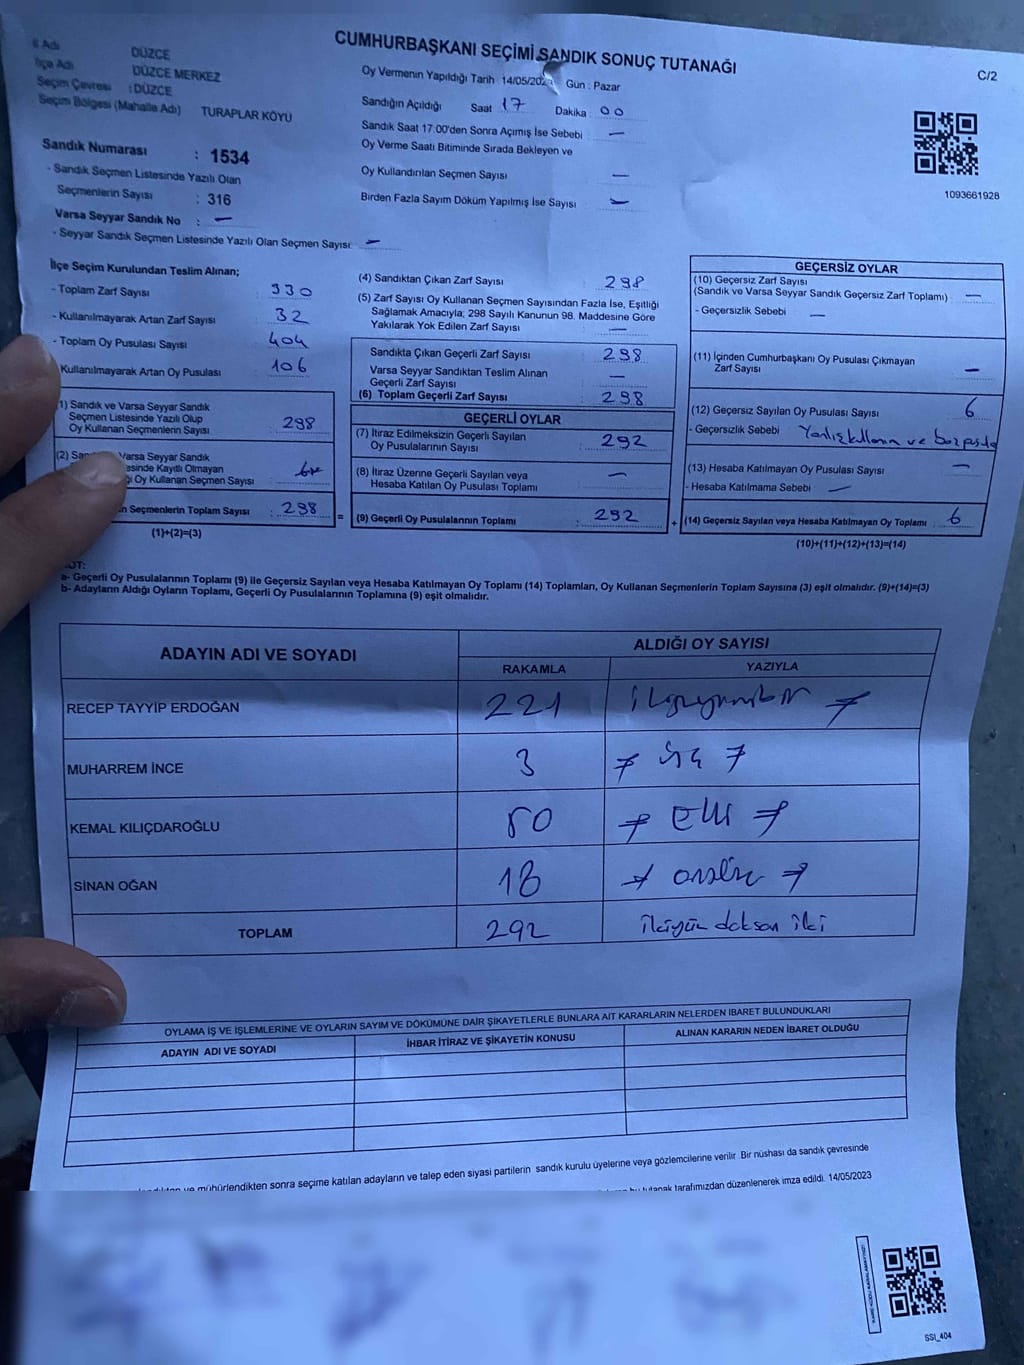 CUMHURBAŞKANI SEÇİMİ SANDIK SONUÇ TUTANAĞI
C/2
İl Adı DÜZCE
İlçe Adı DÜZCE MERKEZ
Seçim Çevresi : DÜZCE
Seçim Bölgesi (Mahalle Adı) TURAPLAR KÖYÜ
Oy Vermenin Yapıldığı Tarih 14/05/2023 Gün : Pazar
Sandığın Açıldığı Saat 17 Dakika 00
Sandık Saat 17:00'den Sonra Açımış İse Sebebi —
Oy Verme Saati Bitiminde Sırada Bekleyen ve
Oy Kullandırılan Seçmen Sayısı —
Birden Fazla Sayım Döküm Yapılmış İse Sayısı —
1093661928
Sandık Numarası : 1534
- Sandık Seçmen Listesinde Yazılı Olan
Seçmenlerin Sayısı : 316
Varsa Seyyar Sandık No : —
- Seyyar Sandık Seçmen Listesinde Yazılı Olan Seçmen Sayısı: —
İlçe Seçim Kurulundan Teslim Alınan;
- Toplam Zarf Sayısı : 330
- Kullanılmayarak Artan Zarf Sayısı : 32
- Toplam Oy Pusulası Sayısı : 404
Kullanılmayarak Artan Oy Pusulası : 106
(1) Sandık ve Varsa Seyyar Sandık
Seçmen Listesinde Yazılı Olup
Oy Kullanan Seçmenlerin Sayısı : 298
(2) Varsa Seyyar Sandık
esinde Kayıtlı Olmayan
Oy Kullanan Seçmen Sayısı
n Seçmenlerin Toplam Sayısı : 298
(1)+(2)=(3)
(4) Sandıktan Çıkan Zarf Sayısı : 298
(5) Zarf Sayısı Oy Kullanan Seçmen Sayısından Fazla İse, Eşitliği
Sağlamak Amacıyla; 298 Sayılı Kanunun 98. Maddesine Göre
Yakılarak Yok Edilen Zarf Sayısı : —
Sandıkta Çıkan Geçerli Zarf Sayısı : 298
Varsa Seyyar Sandıktan Teslim Alınan
Geçerli Zarf Sayısı : —
(6) Toplam Geçerli Zarf Sayısı : 298
GEÇERLİ OYLAR
(7) İtiraz Edilmeksizin Geçerli Sayılan
Oy Pusulalarının Sayısı : 292
(8) İtiraz Üzerine Geçerli Sayılan veya
Hesaba Katılan Oy Pusulası Toplamı : —
(9) Geçerli Oy Pusulalarının Toplamı : 292
GEÇERSİZ OYLAR
(10) Geçersiz Zarf Sayısı
(Sandık ve Varsa Seyyar Sandık Geçersiz Zarf Toplamı) : —
- Geçersizlik Sebebi : —
(11) İçinden Cumhurbaşkanı Oy Pusulası Çıkmayan
Zarf Sayısı : —
(12) Geçersiz Sayılan Oy Pusulası Sayısı 6
- Geçersizlik Sebebi : Yanlış kullanım ve boş pusula
(13) Hesaba Katılmayan Oy Pusulası Sayısı —
- Hesaba Katılmama Sebebi : —
(14) Geçersiz Sayılan veya Hesaba Katılmayan Oy Toplamı : 6
(10)+(11)+(12)+(13)=(14)
a- Geçerli Oy Pusulalarının Toplamı (9) ile Geçersiz Sayılan veya Hesaba Katılmayan Oy Toplamı (14) Toplamları, Oy Kullanan Seçmenlerin Toplam Sayısına (3) eşit olmalıdır. (9)+(14)=(3)
b- Adayların Aldığı Oyların Toplamı, Geçerli Oy Pusulalarının Toplamına (9) eşit olmalıdır.
ADAYIN ADI VE SOYADI ALDIĞI OY SAYISI
RAKAMLA YAZIYLA
RECEP TAYYİP ERDOĞAN 221 ikiyüzyirmibir
MUHARREM İNCE 3 üç
KEMAL KILIÇDAROĞLU 50 Elli
SİNAN OĞAN 18 onsekiz
TOPLAM 292 ikiyüz doksan iki
OYLAMA İŞ VE İŞLEMLERİNE VE OYLARIN SAYIM VE DÖKÜMÜNE DAİR ŞİKAYETLERLE BUNLARA AİT KARARLARIN NELERDEN İBARET BULUNDUKLARI
ADAYIN ADI VE SOYADI İHBAR İTİRAZ VE ŞİKAYETİN KONUSU ALINAN KARARIN NEDEN İBARET OLDUĞU
ve mühürlendikten sonra seçime katılan adayların ve talep eden siyasi partilerin sandık kurulu üyelerine veya gözlemcilerine verilir. Bir nüshası da sandık çevresinde
tutanak tarafımızdan düzenlenerek imza edildi. 14/05/2023
SSI_404